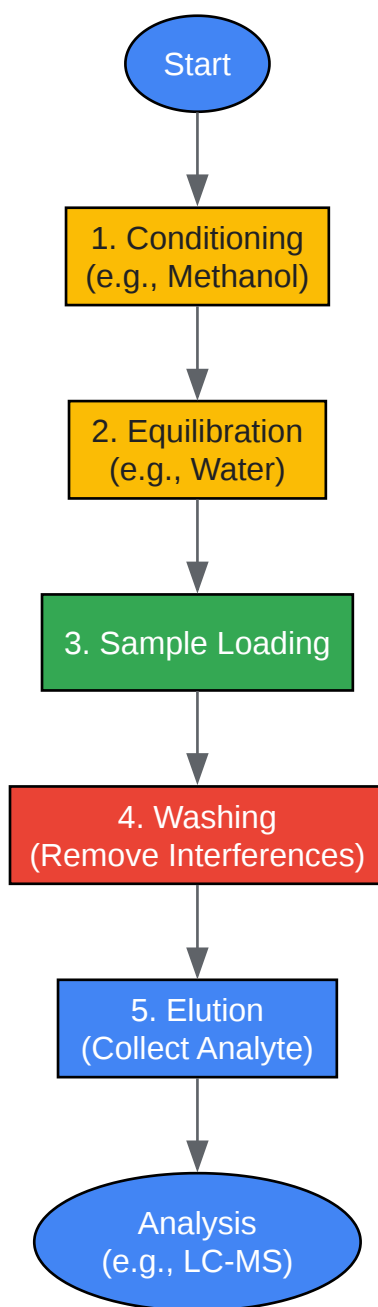 Start
1. Conditioning
(e.g., Methanol)
2. Equilibration
(e.g., Water)
3. Sample Loading
4. Washing
(Remove Interferences)
5. Elution
(Collect Analyte)
Analysis
(e.g., LC-MS)